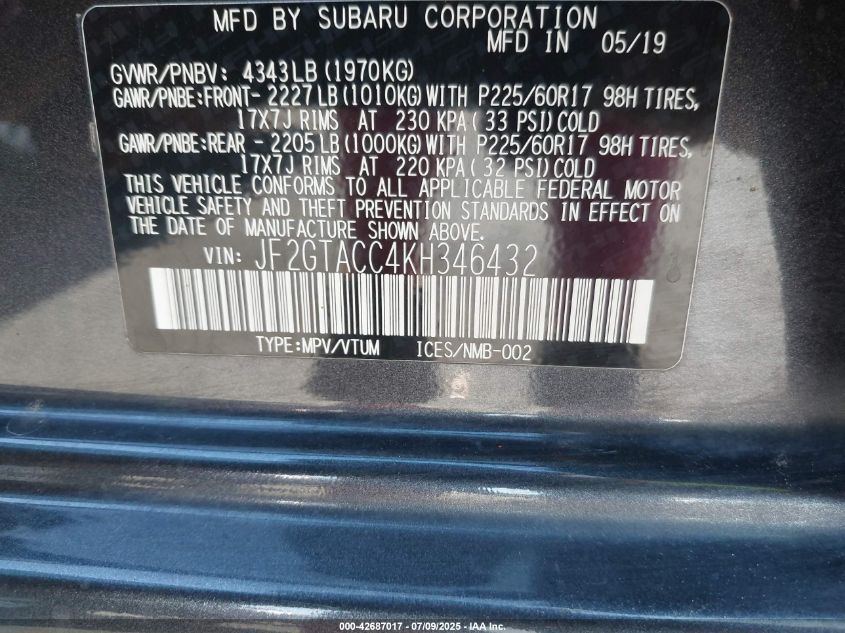 MFD BY SUBARU CORPORATION
MFD IN 05/19
GVWR/PNBV: 4343LB (1970KG)
GAWR/PNBE:FRONT- 2227LB(1010KG)WITH P225/60R17 98H TIRES,
17X7J RIMS AT 230 KPA( 33 PSI)COLD
GAWR/PNBE:REAR - 2205LB(1000KG)WITH P225/60R17 98H TIRES,
17X7J RIMS AT 220 KPA( 32 PSI)COLD
THIS VEHICLE CONFORMS TO ALL APPLICABLE FEDERAL MOTOR
VEHICLE SAFETY AND THEFT PREVENTION STANDARDS IN EFFECT ON
THE DATE OF MANUFACTURE SHOWN ABOVE.
VIN: JF2GTACC4KH346432
TYPE:MPV/VTUM ICES/NMB-002
000-42687017 - 07/09/2025 - IAA Inc.